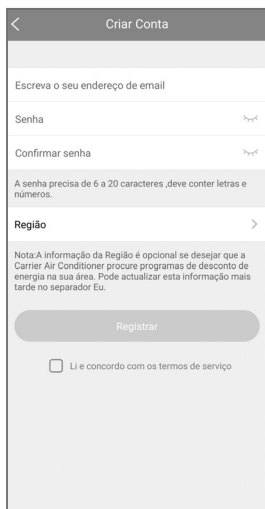 Criar Conta
Escreva o seu endereço de email
Senha
Confirmar senha
A senha precisa de 6 a 20 caracteres ,deve conter letras e
números.
Região
Nota:A informação da Região é opcional se desejar que a
Carrier Air Conditioner procure programas de desconto de
energia na sua área. Pode actualizar esta informação mais
tarde no separador Eu.
Registrar
Li e concordo com os termos de serviço